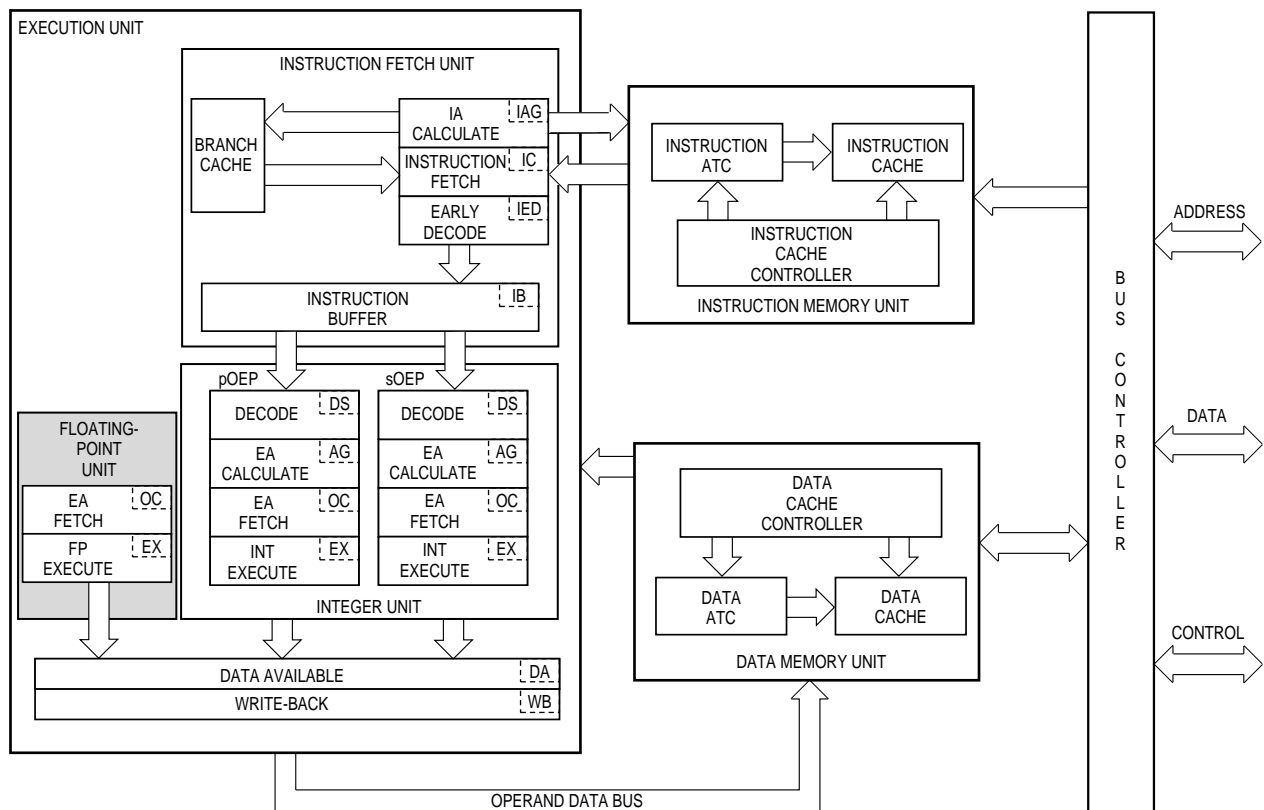 EXECUTION UNIT
INSTRUCTION FETCH UNIT
BRANCH
CACHE
IA
CALCULATE
IAG
INSTRUCTION
FETCH
IC
EARLY
DECODE
IED
INSTRUCTION
BUFFER
IB
pOEP
DECODE
DS
EA
CALCULATE
AG
EA
FETCH
OC
INT
EXECUTE
EX
sOEP
DECODE
DS
EA
CALCULATE
AG
EA
FETCH
OC
INT
EXECUTE
EX
INTEGER UNIT
FLOATING-
POINT
UNIT
EA
FETCH
OC
FP
EXECUTE
EX
DATA AVAILABLE
DA
WRITE-BACK
WB
INSTRUCTION
ATC
INSTRUCTION
CACHE
INSTRUCTION
CACHE
CONTROLLER
INSTRUCTION MEMORY UNIT
DATA
CACHE
CONTROLLER
DATA
ATC
DATA
CACHE
DATA MEMORY UNIT
OPERAND DATA BUS
BUS CONTROLLER
ADDRESS
DATA
CONTROL